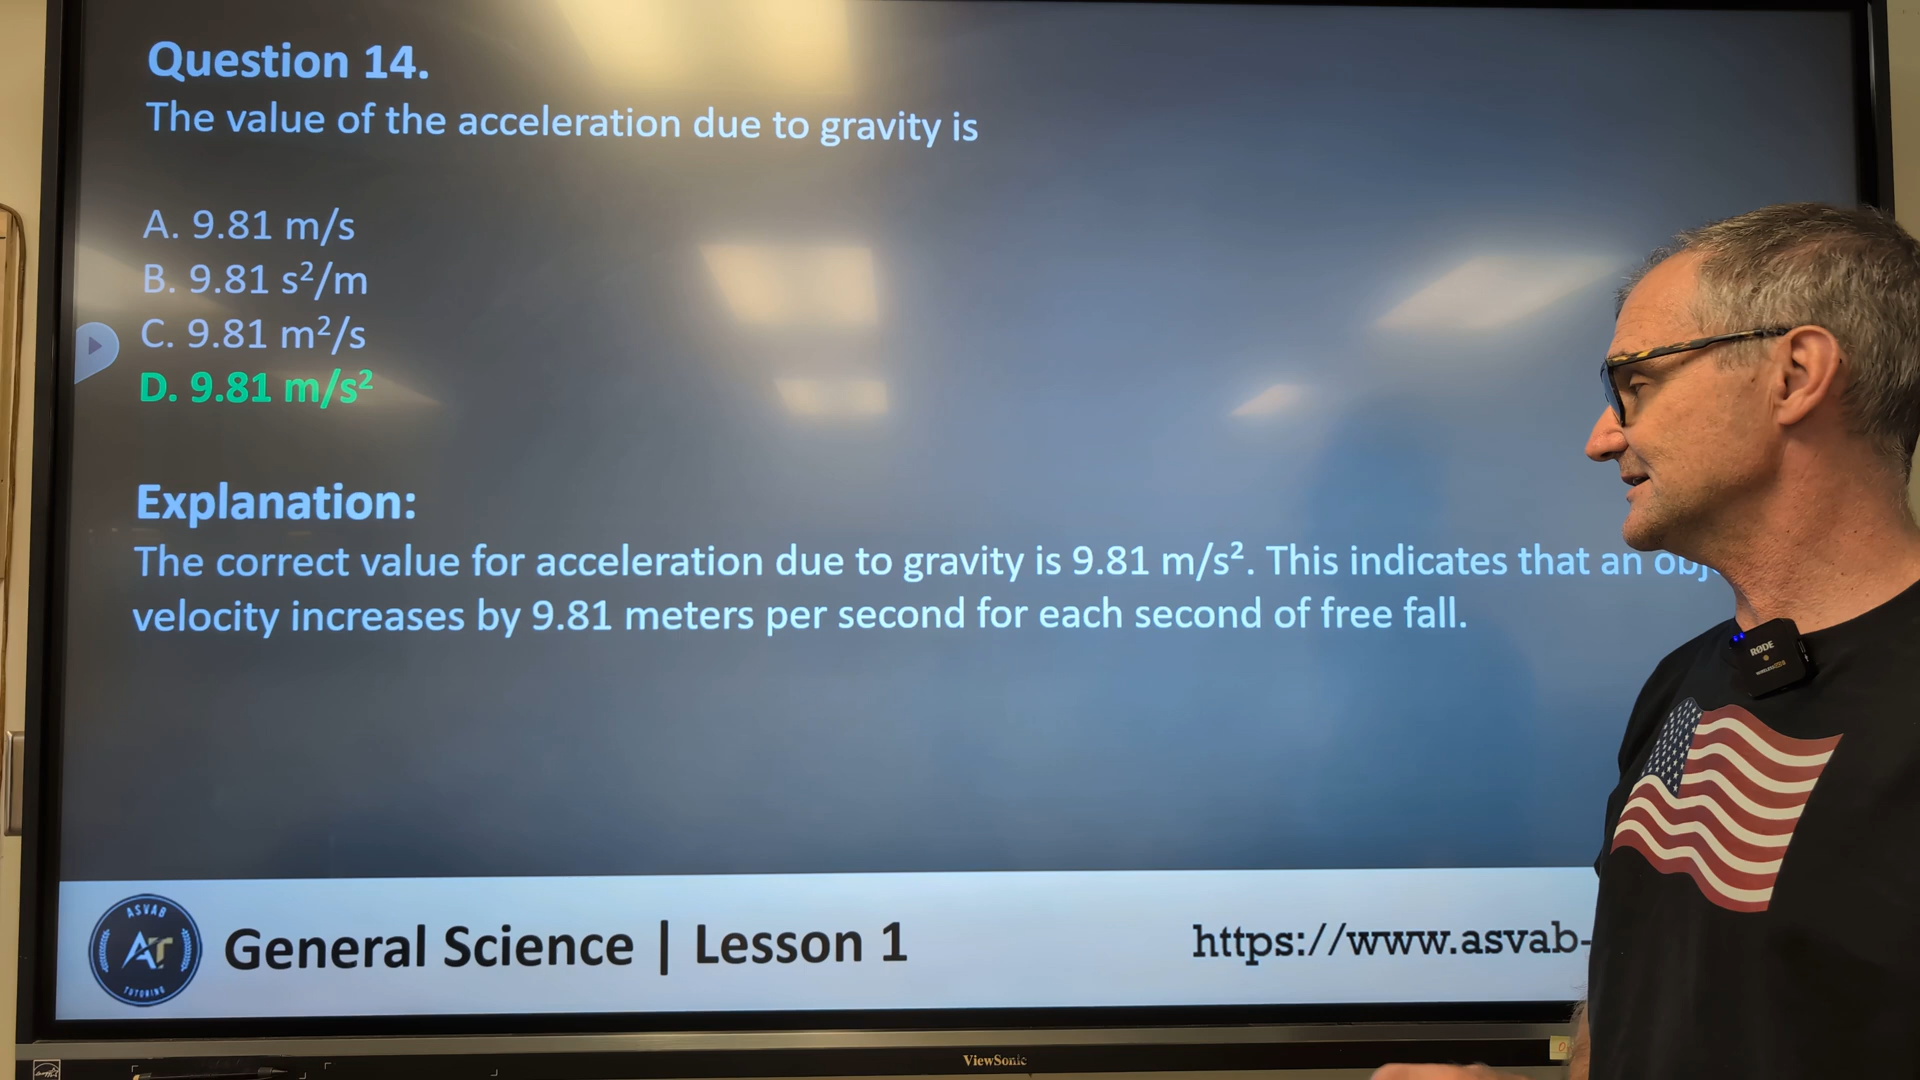 Question 14.
The value of the acceleration due to gravity is
A. 9.81 m/s
B. 9.81 s²/m
C. 9.81 m²/s
D. 9.81 m/s²
Explanation:
The correct value for acceleration due to gravity is 9.81 m/s². This indicates that an
velocity increases by 9.81 meters per second for each second of free fall.
RØDE
ASVAB
AT
TUTORING
General Science | Lesson 1
https://www.asvab-
ViewSonic